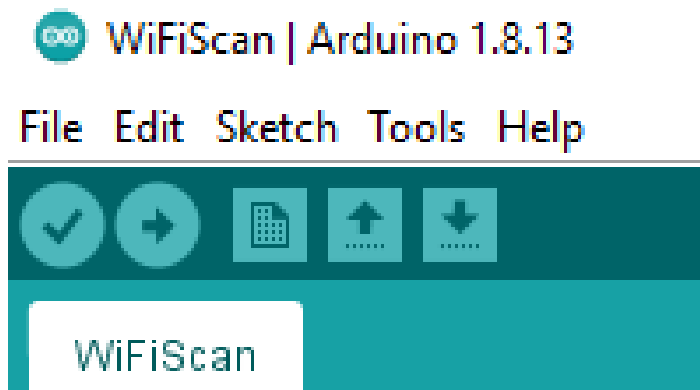 WiFiScan | Arduino 1.8.13
File Edit Sketch Tools Help
WiFiScan